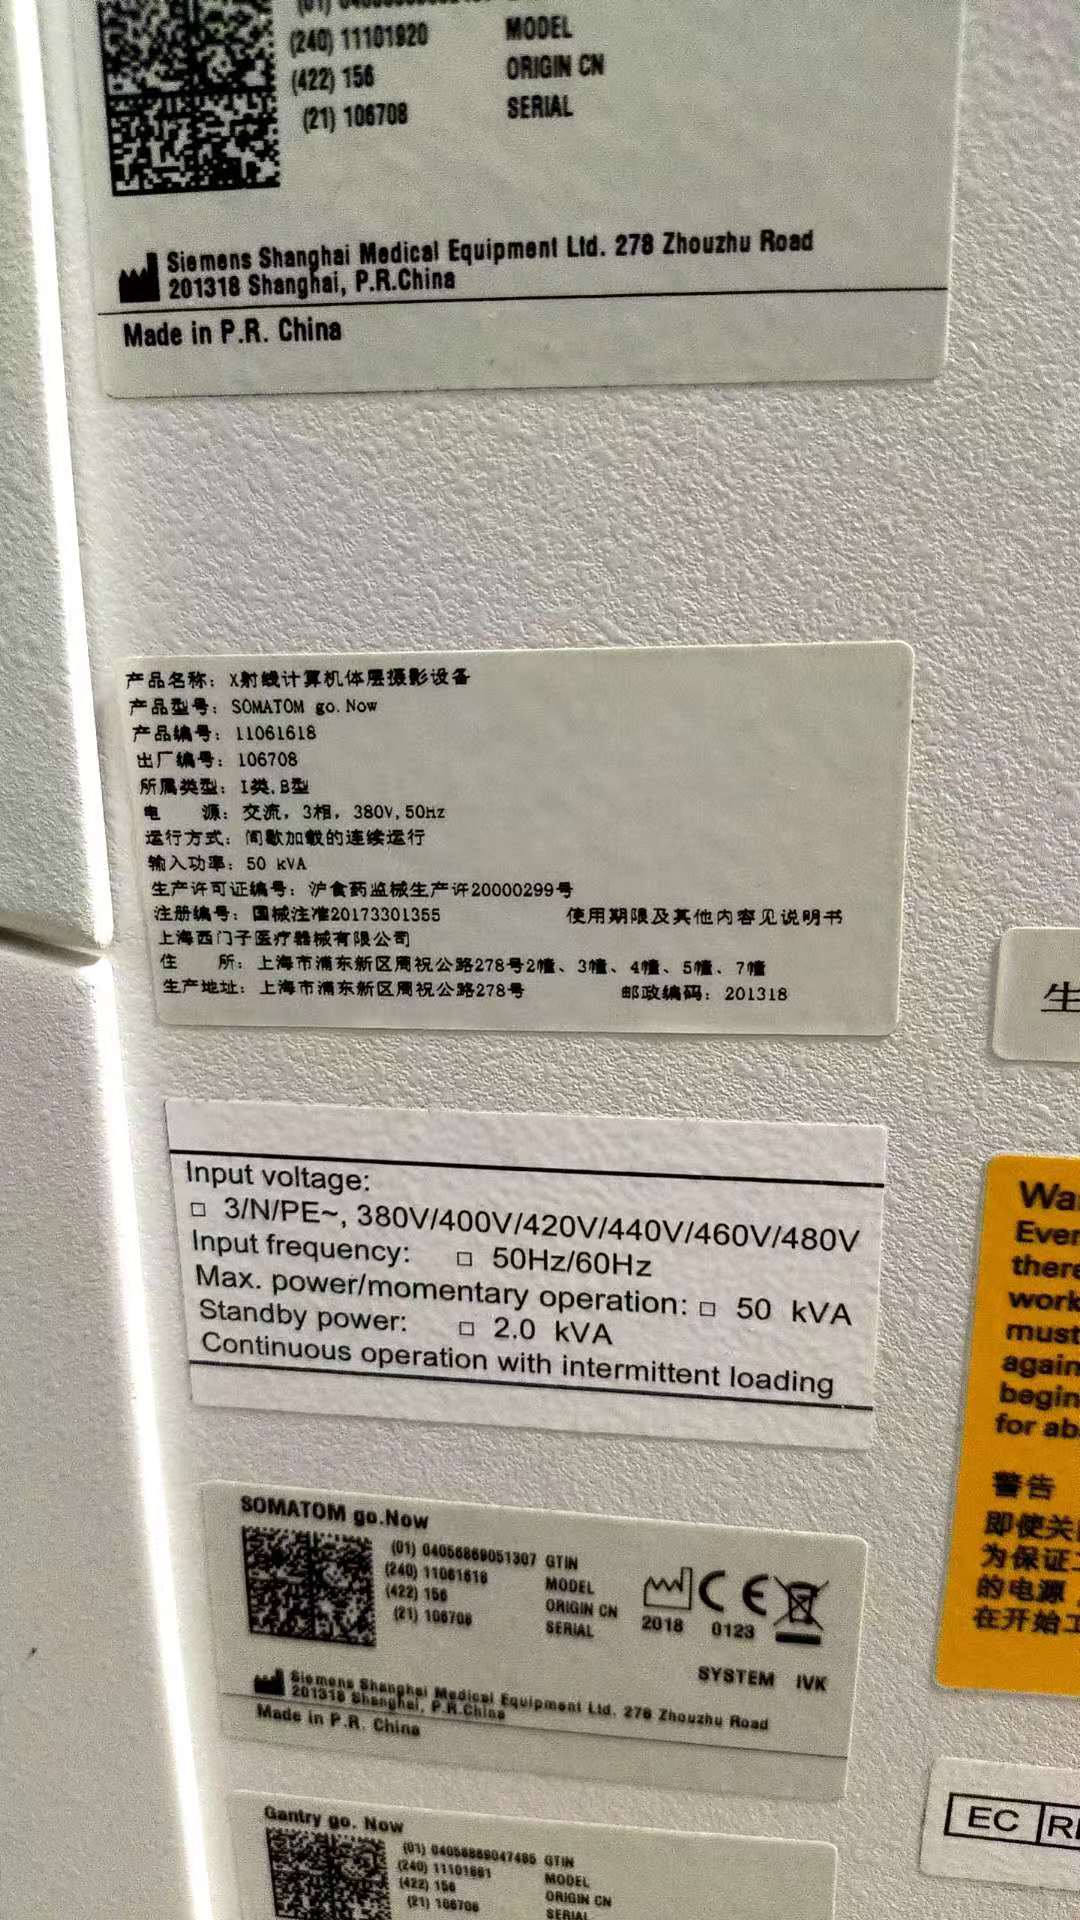 (240) 11101920 MODEL
(422) 156 ORIGIN CN
(21) 106708 SERIAL
Siemens Shanghai Medical Equipment Ltd. 278 Zhouzhu Road
201318 Shanghai, P.R.China
Made in P.R. China
产品名称：X射线计算机体层摄影设备
产品型号：SOMATOM go.Now
产品编号：11061618
出厂编号：106708
所属类型：I类,B型
电 源：交流，3相，380V,50Hz
运行方式：间歇加载的连续运行
输入功率：50 kVA
生产许可证编号：沪食药监械生产许20000299号
注册编号：国械注准20173301355 使用期限及其他内容见说明书
上海西门子医疗器械有限公司
住 所：上海市浦东新区周祝公路278号2幢、3幢、4幢、5幢、7幢
生产地址：上海市浦东新区周祝公路278号 邮政编码：201318
生
Input voltage:
□ 3/N/PE~, 380V/400V/420V/440V/460V/480V
Input frequency: □ 50Hz/60Hz
Max. power/momentary operation: □ 50 kVA
Standby power: □ 2.0 kVA
Continuous operation with intermittent loading
Wa
Ever
there
work
must
again
begin
for ab
警告
即使关
为保证
的电源
在开始工
SOMATOM go.Now
(01) 04056869051307 GTIN
(240) 11061618 MODEL
(422) 156 ORIGIN CN
(21) 106708 SERIAL
2018 CE 0123
SYSTEM IVK
Siemens Shanghai Medical Equipment Ltd. 278 Zhouzhu Road
201318 Shanghai, P.R.China
Made in P.R. China
EC
Gantry go. Now
(01) 04056869047485 GTIN
(240) 11101681 MODEL
(422) 156 ORIGIN CN
(21) 106708 SERIAL